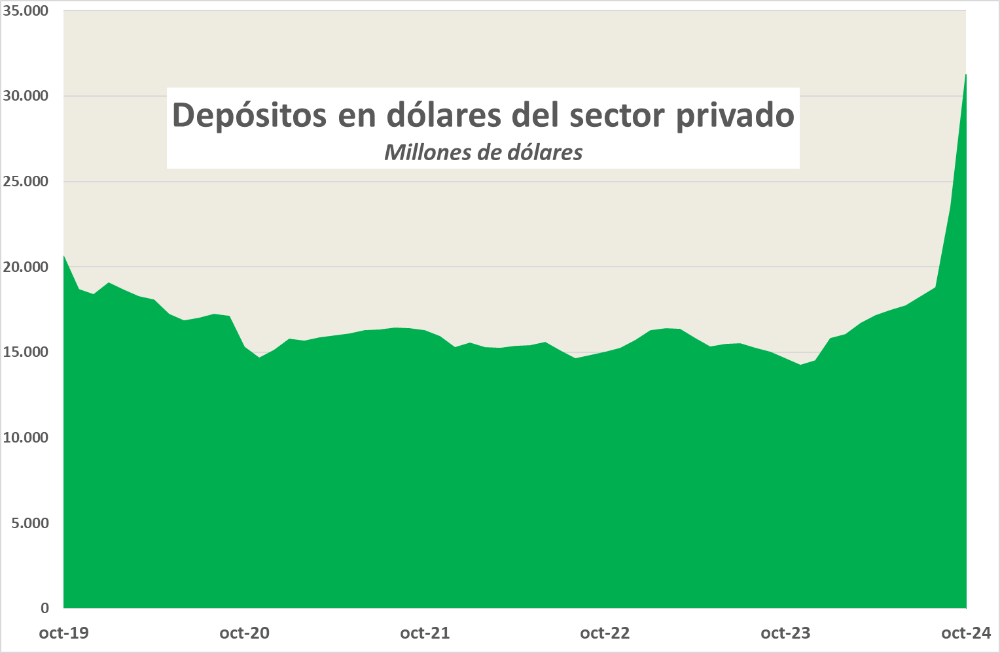 35.000
30.000
Depósitos en dólares del sector privado
Millones de dólares
25.000
20.000
15.000
10.000
5.000
0
oct-19 oct-20 oct-21 oct-22 oct-23 oct-24